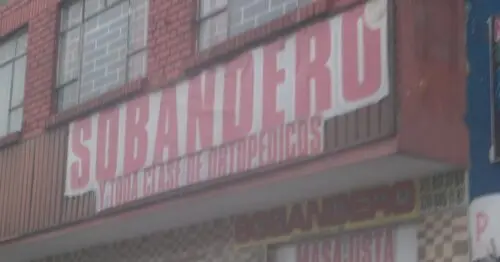 SOBANDERO
Y TODA CLASE DE ORTOPEDICOS
SOBANDERO
MASAJISTA